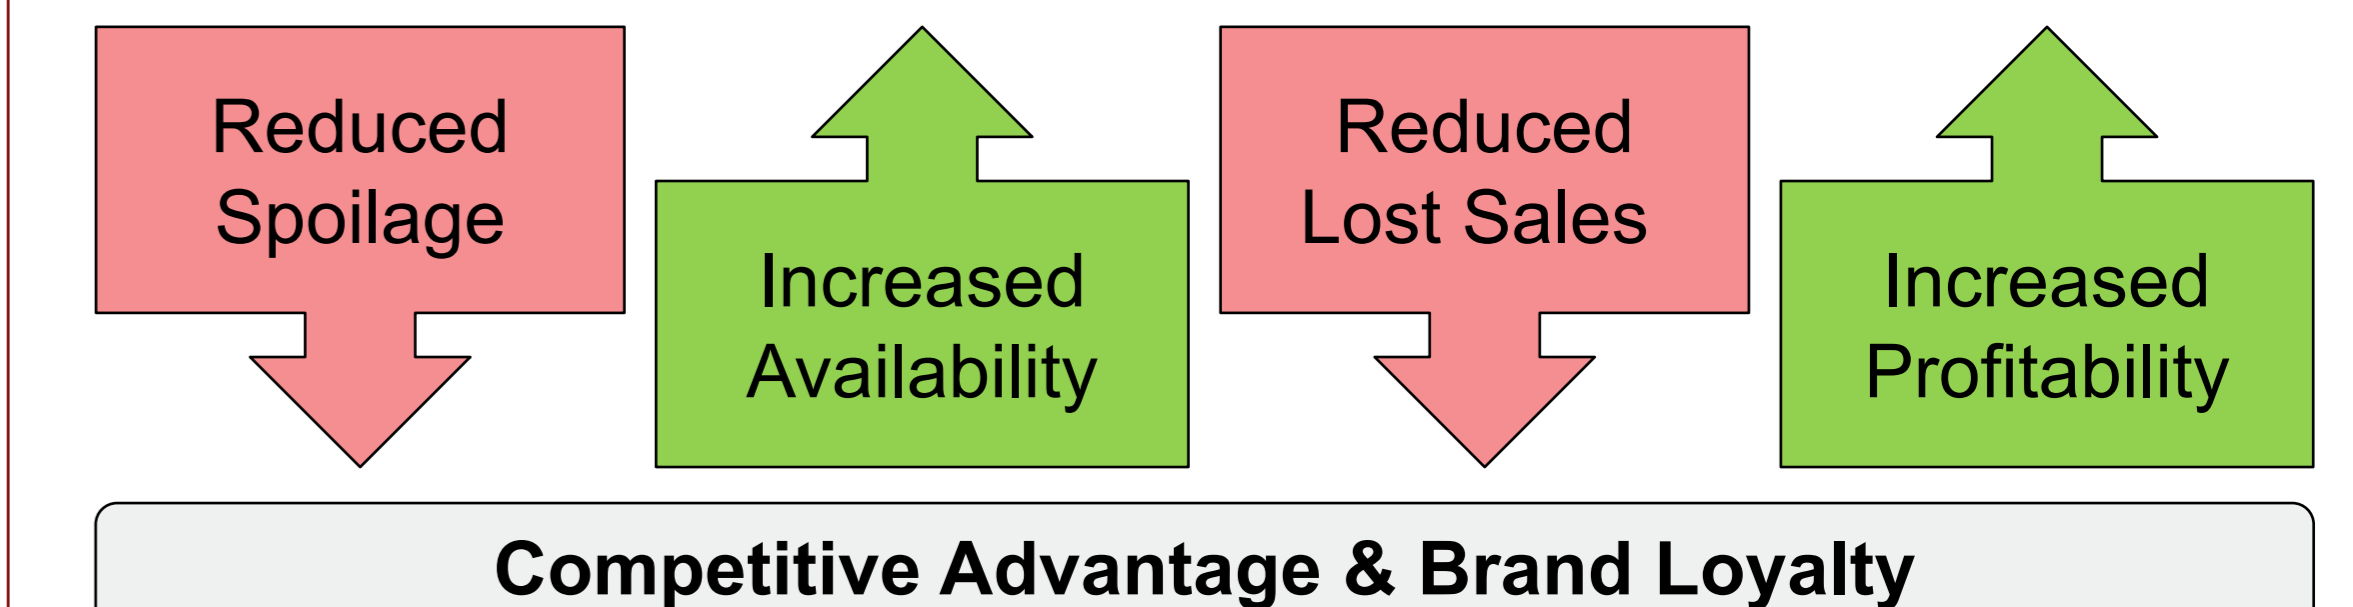 Reduced
Spoilage
Increased
Availability
Reduced
Lost Sales
Increased
Profitability
Competitive Advantage & Brand Loyalty